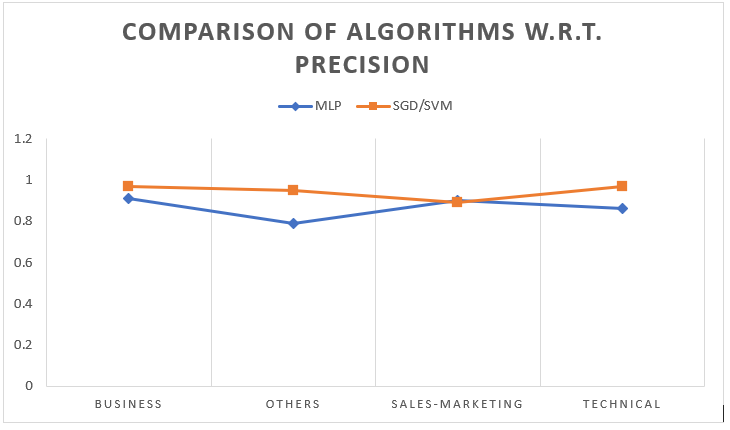 COMPARISON OF ALGORITHMS W.R.T.
PRECISION
MLP SGD/SVM
1.2
1
0.8
0.6
0.4
0.2
0
BUSINESS OTHERS SALES-MARKETING TECHNICAL